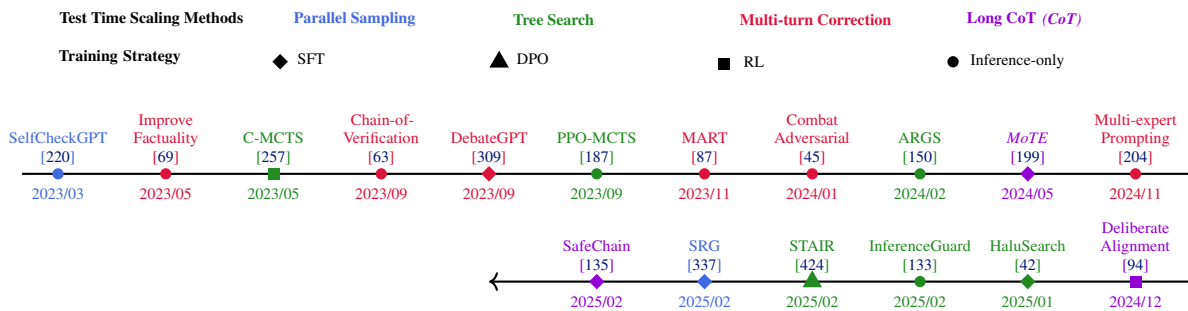 Test Time Scaling Methods Parallel Sampling Tree Search Multi-turn Correction Long CoT (CoT)
Training Strategy SFT DPO RL Inference-only
SelfCheckGPT
[220]
2023/03
Improve
Factuality
[69]
2023/05
C-MCTS
[257]
2023/05
Chain-of-
Verification
[63]
2023/09
DebateGPT
[309]
2023/09
PPO-MCTS
[187]
2023/09
MART
[87]
2023/11
Combat
Adversarial
[45]
2024/01
ARGS
[150]
2024/02
MoTE
[199]
2024/05
Multi-expert
Prompting
[204]
2024/11
SafeChain
[135]
2025/02
SRG
[337]
2025/02
STAIR
[424]
2025/02
InferenceGuard
[133]
2025/02
HaluSearch
[42]
2025/01
Deliberate
Alignment
[94]
2024/12